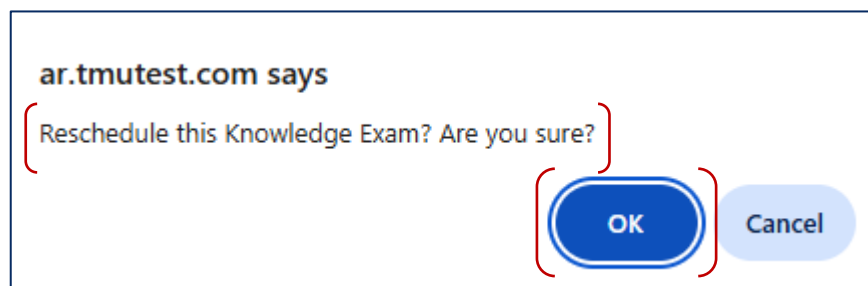 ar.tmutest.com says
Reschedule this Knowledge Exam? Are you sure?
OK
Cancel